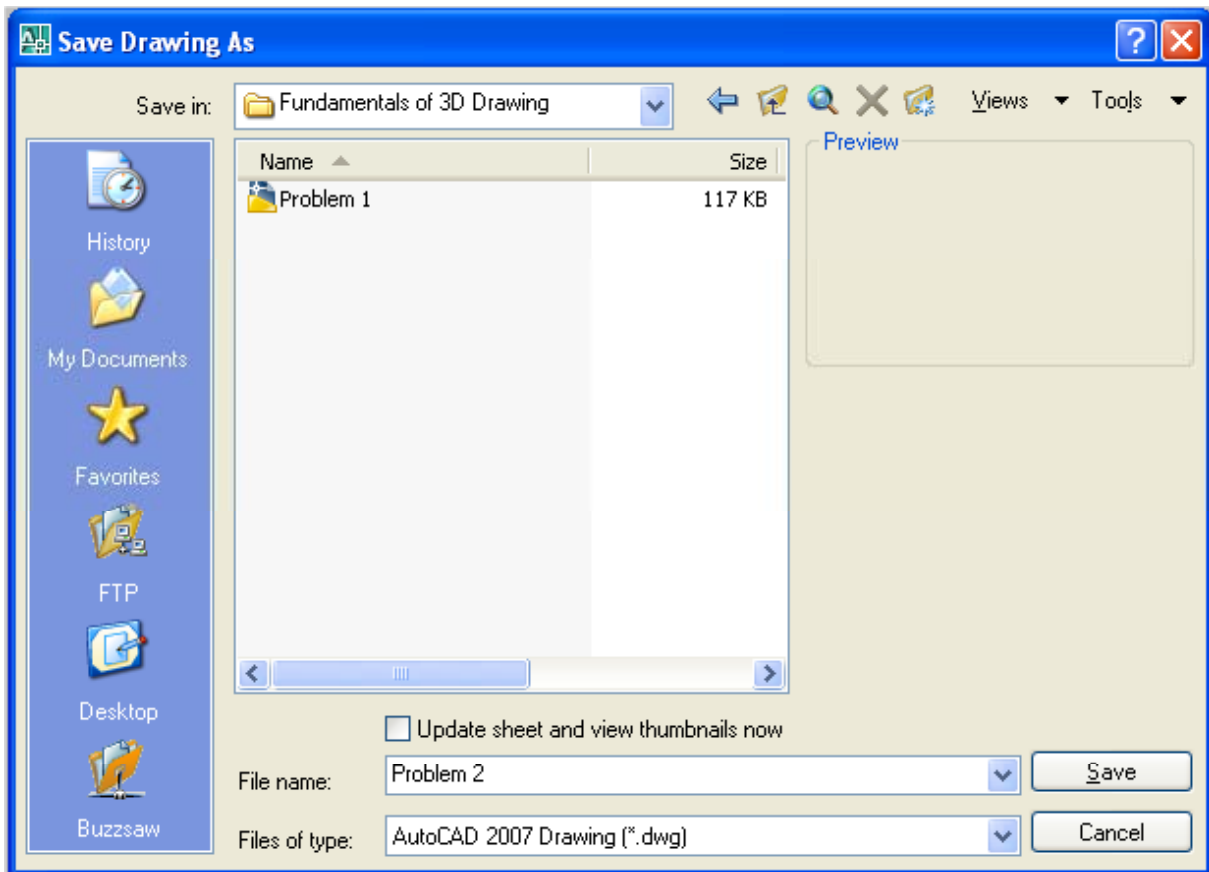 Save Drawing As
Save in: Fundamentals of 3D Drawing Views Tools
Name Size
Problem 1 117 KB
Preview
History
My Documents
Favorites
FTP
Desktop
Buzzsaw
Update sheet and view thumbnails now
File name: Problem 2 Save
Files of type: AutoCAD 2007 Drawing (*.dwg) Cancel